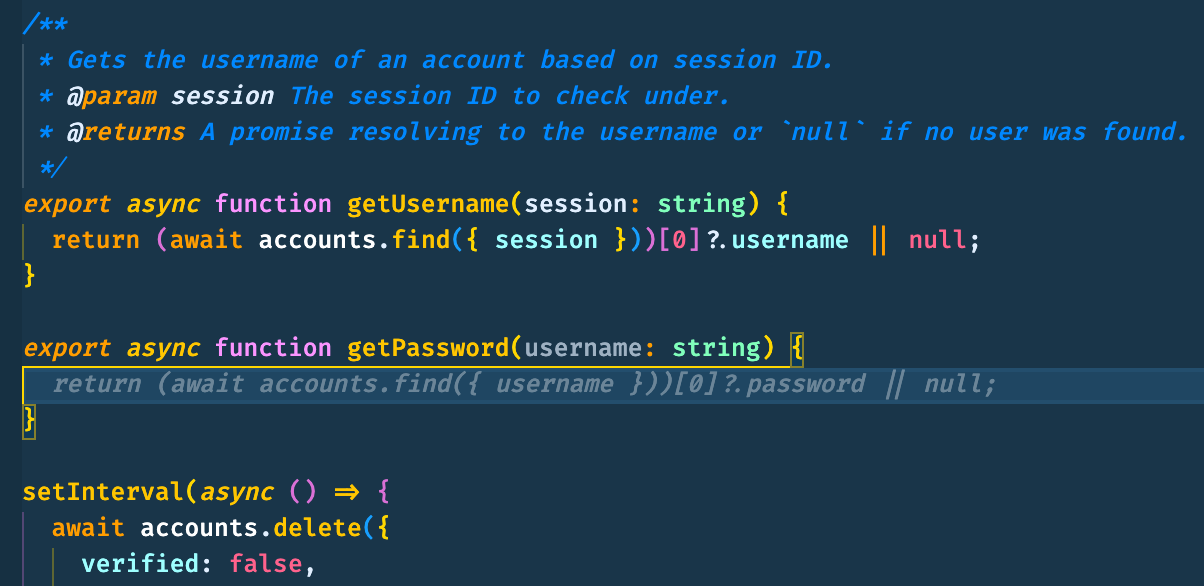 /**
 * Gets the username of an account based on session ID.
 * @param session The session ID to check under.
 * @returns A promise resolving to the username or `null` if no user was found.
 */
export async function getUsername(session: string) {
  return (await accounts.find({ session }))[0]?.username || null;
}

export async function getPassword(username: string) {
  return (await accounts.find({ username }))[0]?.password || null;
}

setInterval(async () => {
  await accounts.delete({
    verified: false,